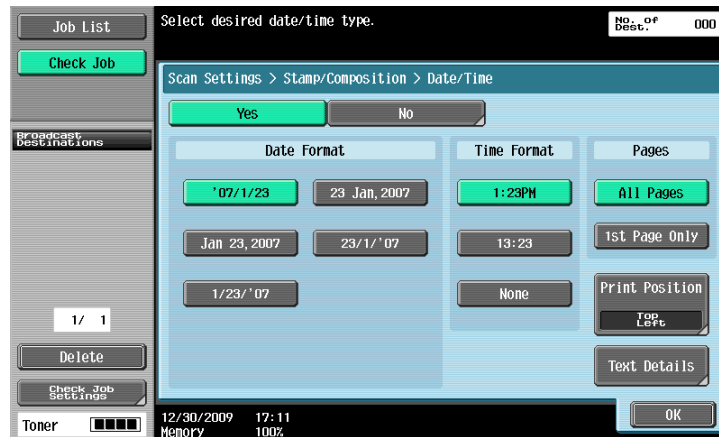 Job List
Check Job
Broadcast
Destinations
1/ 1
Delete
Check Job
Settings
Toner
Select desired date/time type.
No. of
Dest.
000
Scan Settings > Stamp/Composition > Date/Time
Yes
No
Date Format
'07/1/23
23 Jan,2007
Jan 23,2007
23/1/'07
1/23/'07
Time Format
1:23PM
13:23
None
Pages
All Pages
1st Page Only
Print Position
Top
Left
Text Details
OK
12/30/2009 17:11
Memory 100%